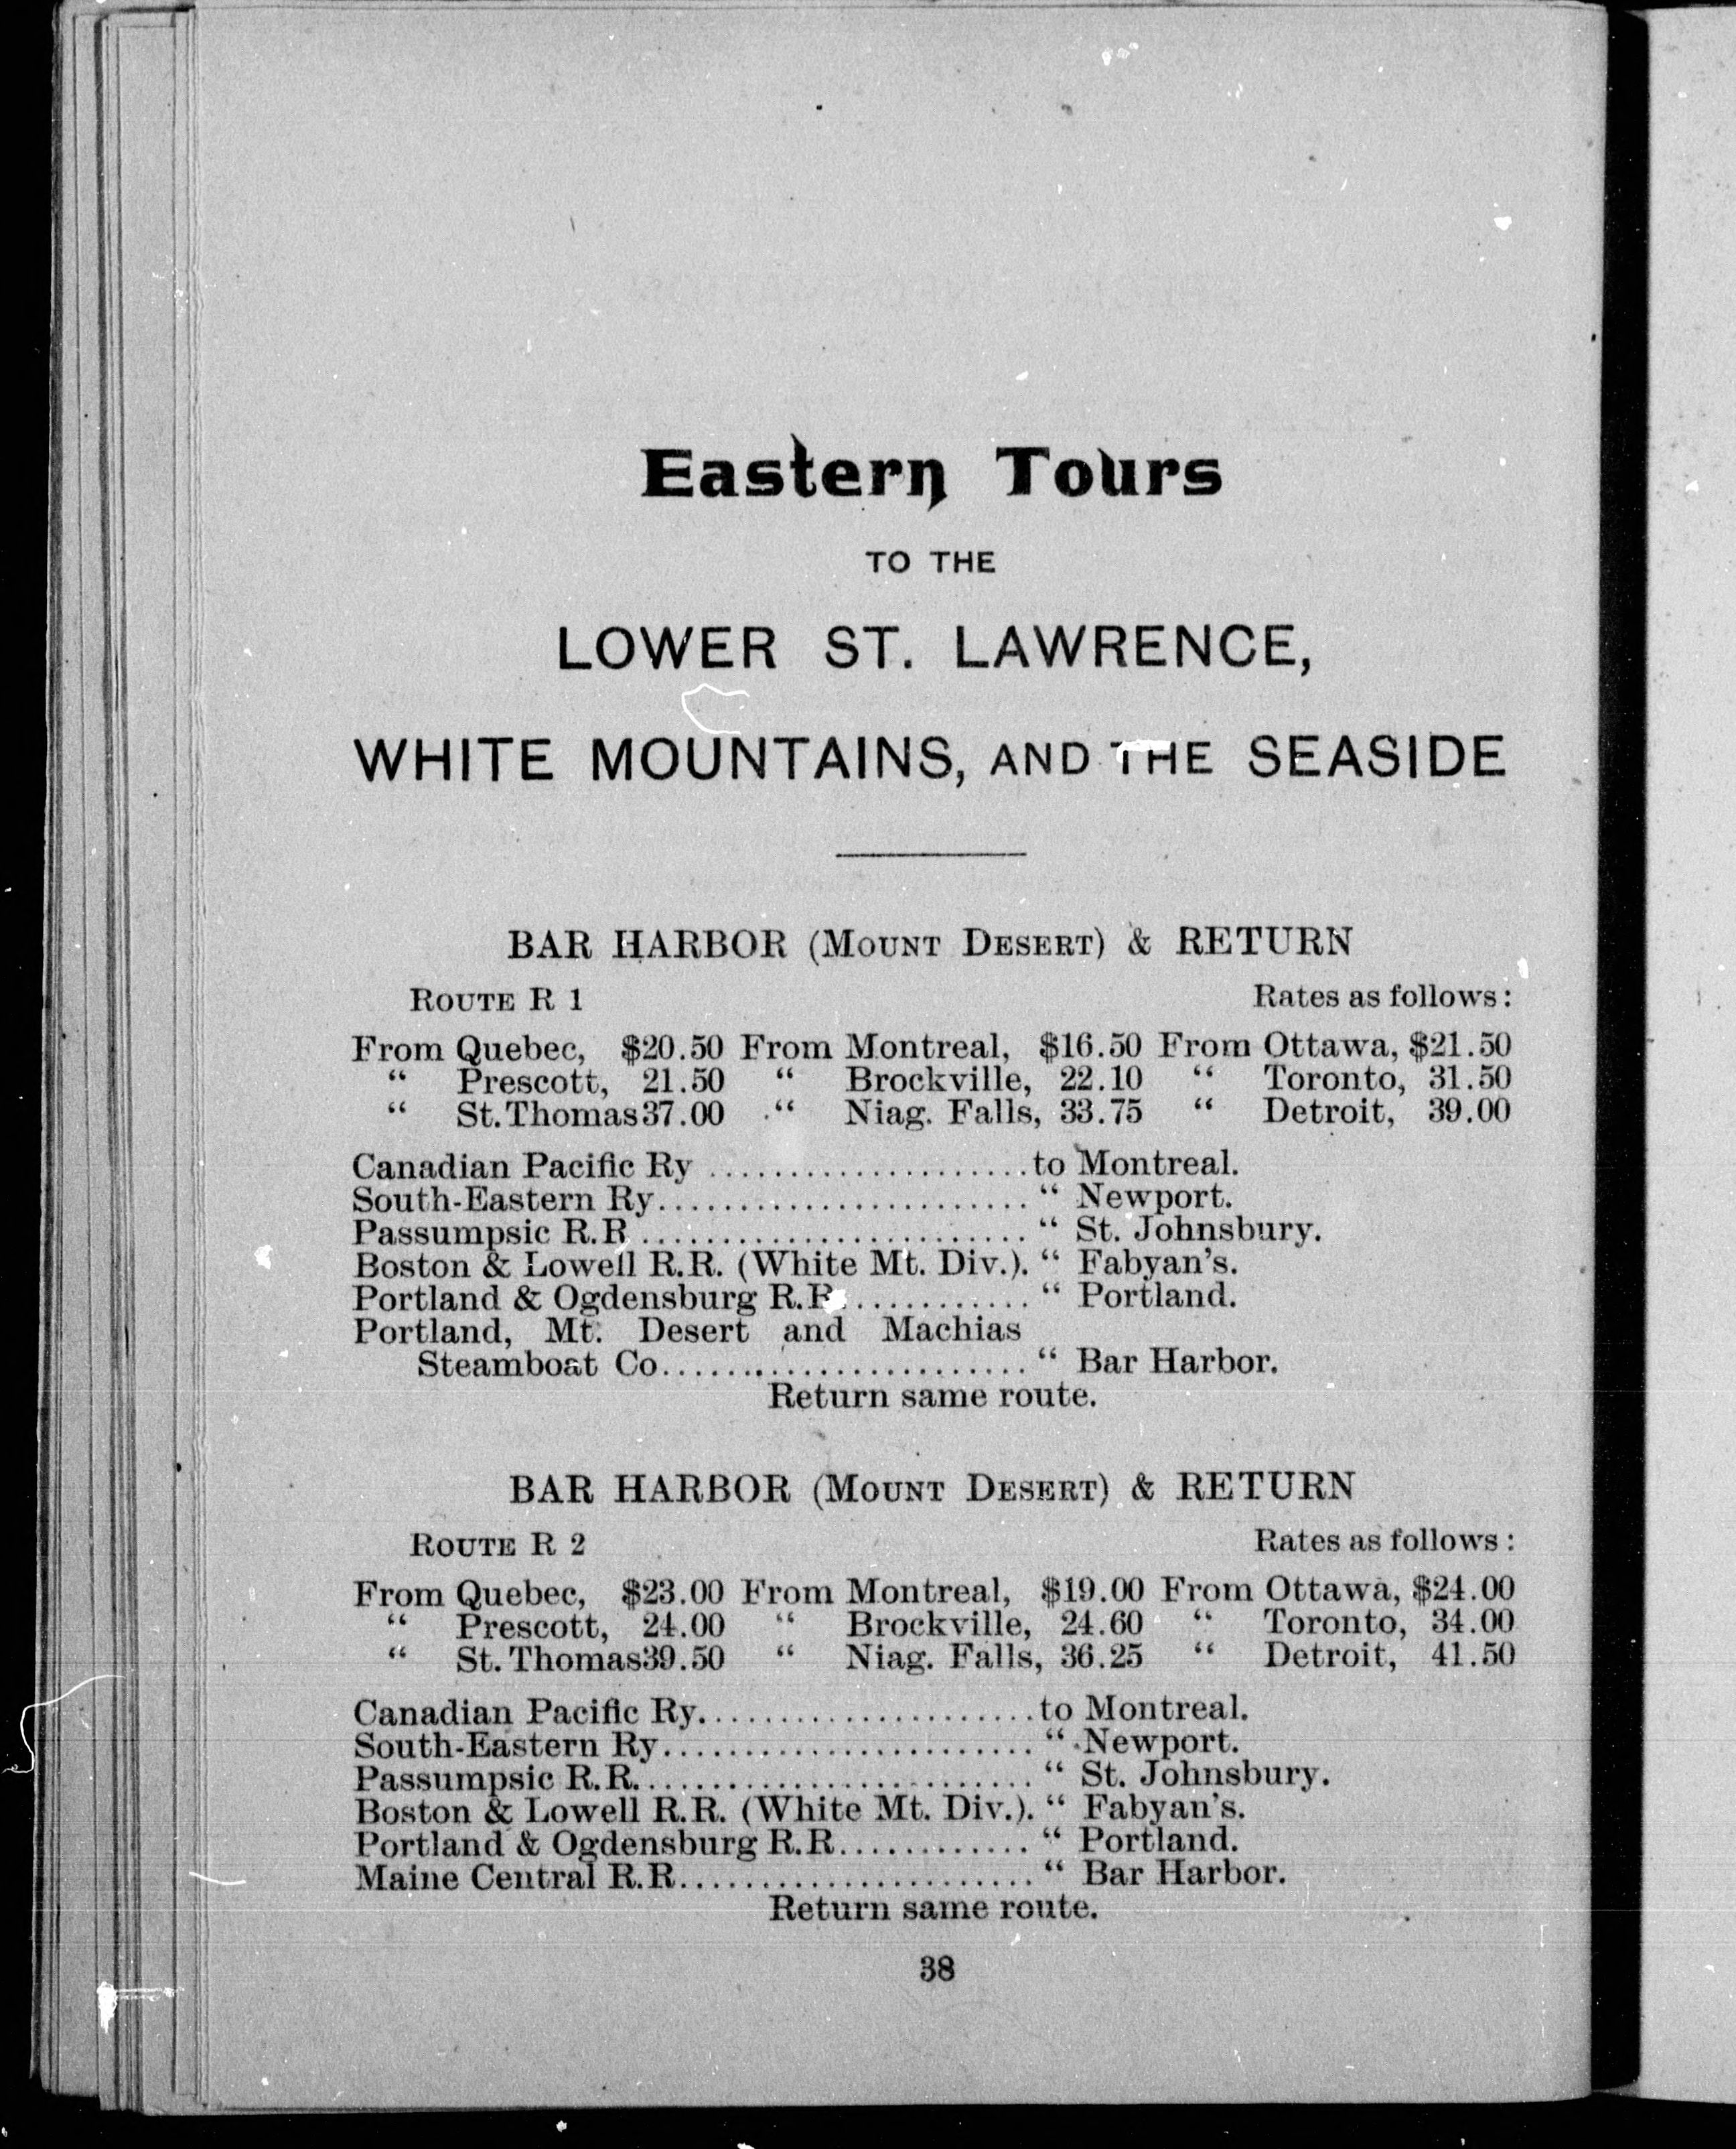 Eastern Tours
TO THE
LOWER ST. LAWRENCE,
WHITE MOUNTAINS, AND THE SEASIDE
BAR HARBOR (MOUNT DESERT) & RETURN
ROUTE R 1 Rates as follows:
From Quebec, $20.50 From Montreal, $16.50 From Ottawa, $21.50
“ Prescott, 21.50 “ Brockville, 22.10 “ Toronto, 31.50
“ St. Thomas 37.00 “ Niag. Falls, 33.75 “ Detroit, 39.00
Canadian Pacific Ry ....................to Montreal.
South-Eastern Ry....................... “ Newport.
Passumpsic R.R ........................ “ St. Johnsbury.
Boston & Lowell R.R. (White Mt. Div.). “ Fabyan's.
Portland & Ogdensburg R.R............ “ Portland.
Portland, Mt. Desert and Machias
Steamboat Co....................... “ Bar Harbor.
Return same route.
BAR HARBOR (MOUNT DESERT) & RETURN
ROUTE R 2 Rates as follows:
From Quebec, $23.00 From Montreal, $19.00 From Ottawa, $24.00
“ Prescott, 24.00 “ Brockville, 24.60 “ Toronto, 34.00
“ St. Thomas 39.50 “ Niag. Falls, 36.25 “ Detroit, 41.50
Canadian Pacific Ry.....................to Montreal.
South-Eastern Ry....................... “ Newport.
Passumpsic R.R......................... “ St. Johnsbury.
Boston & Lowell R.R. (White Mt. Div.). “ Fabyan's.
Portland & Ogdensburg R.R............ “ Portland.
Maine Central R.R...................... “ Bar Harbor.
Return same route.
38